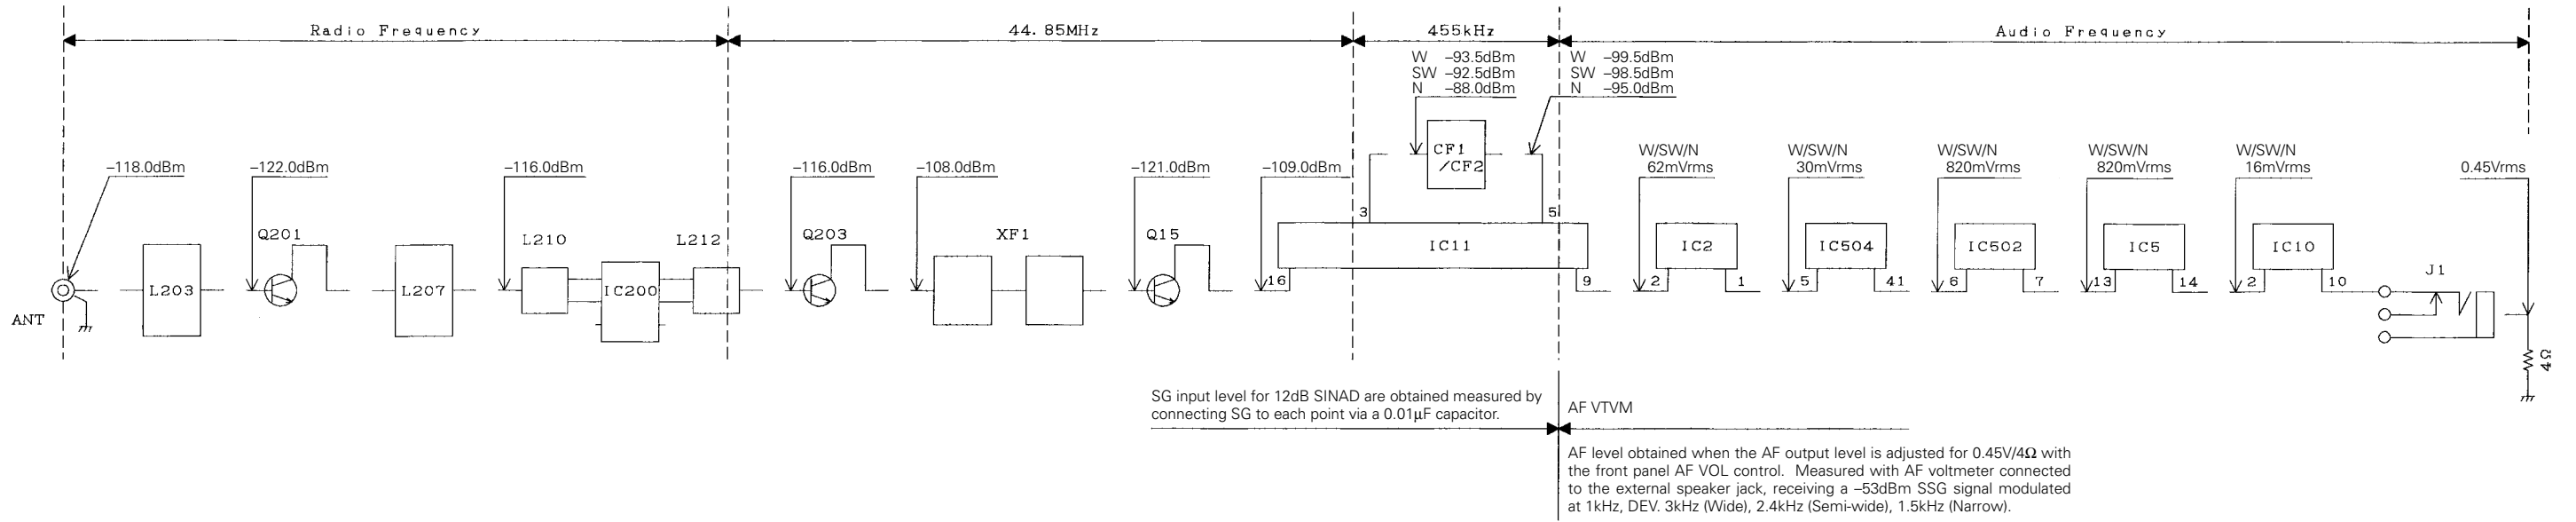 Radio Frequency
44. 85MHz
455kHz
Audio Frequency
W –93.5dBm
SW –92.5dBm
N –88.0dBm
W –99.5dBm
SW –98.5dBm
N –95.0dBm
–118.0dBm
–122.0dBm
–116.0dBm
–116.0dBm
–108.0dBm
–121.0dBm
–109.0dBm
CF1
/CF2
W/SW/N
62mVrms
W/SW/N
30mVrms
W/SW/N
820mVrms
W/SW/N
820mVrms
W/SW/N
16mVrms
0.45Vrms
3
5
Q201
L210
L212
Q203
XF1
Q15
IC11
IC2
IC504
IC502
IC5
IC10
J1
L203
L207
IC200
16
9
2
1
5
41
6
7
13
14
2
10
ANT
4Ω
SG input level for 12dB SINAD are obtained measured by
connecting SG to each point via a 0.01µF capacitor.
AF VTVM
AF level obtained when the AF output level is adjusted for 0.45V/4Ω with
the front panel AF VOL control. Measured with AF voltmeter connected
to the external speaker jack, receiving a –53dBm SSG signal modulated
at 1kHz, DEV. 3kHz (Wide), 2.4kHz (Semi-wide), 1.5kHz (Narrow).